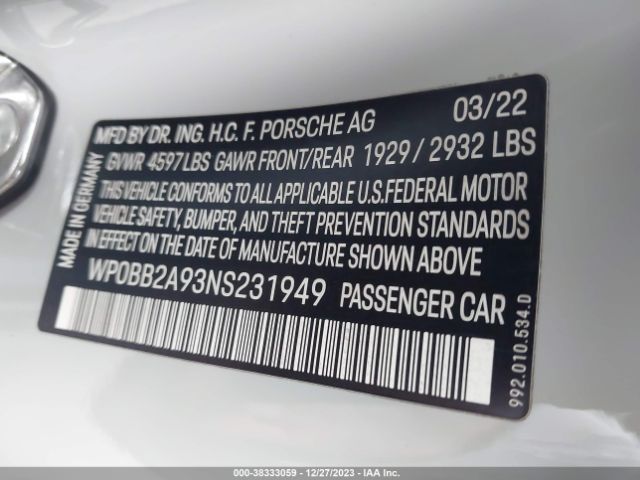 MFD BY DR. ING. H.C. F. PORSCHE AG 03/22
GVWR 4597LBS GAWR FRONT/REAR 1929 / 2932 LBS
THIS VEHICLE CONFORMS TO ALL APPLICABLE U.S.FEDERAL MOTOR
VEHICLE SAFETY, BUMPER, AND THEFT PREVENTION STANDARDS
IN EFFECT ON THE DATE OF MANUFACTURE SHOWN ABOVE
WP0BB2A93NS231949 PASSENGER CAR
MADE IN GERMANY
992.010.534.D
000-38333059 - 12/27/2023 - IAAI.COM